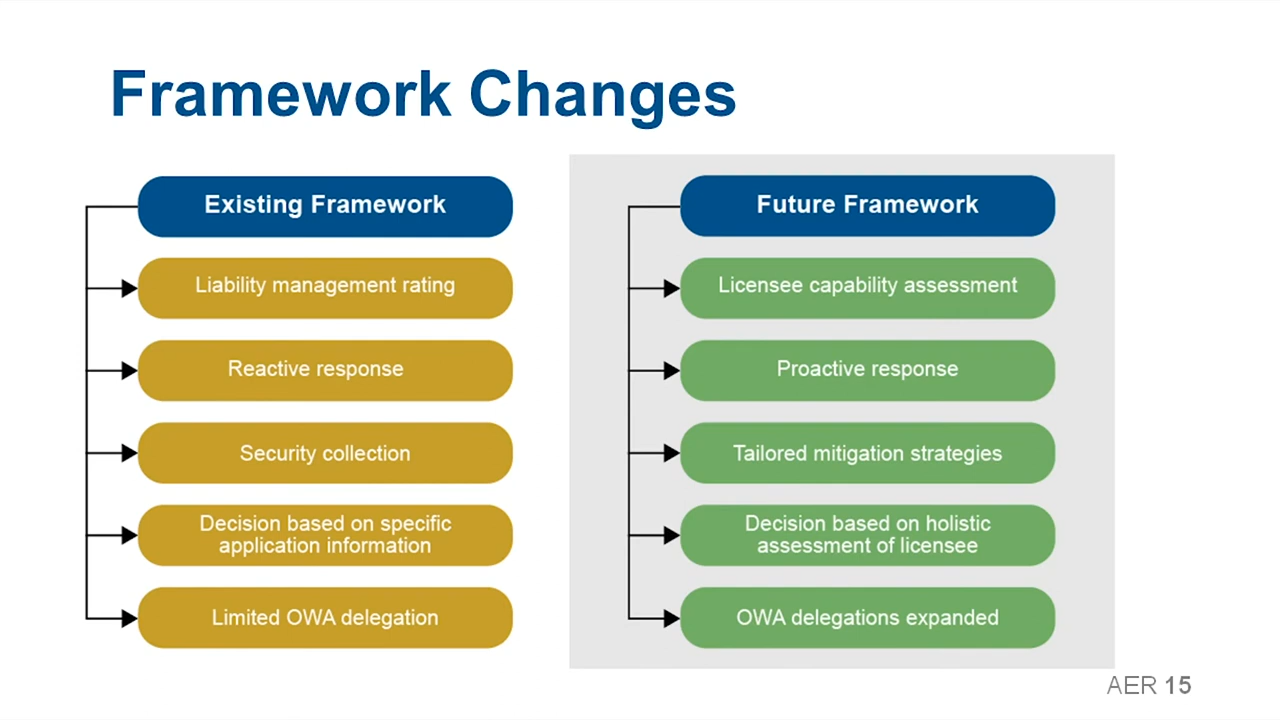 Framework Changes
Existing Framework
Liability management rating
Reactive response
Security collection
Decision based on specific
application information
Limited OWA delegation
Future Framework
Licensee capability assessment
Proactive response
Tailored mitigation strategies
Decision based on holistic
assessment of licensee
OWA delegations expanded
AER 15